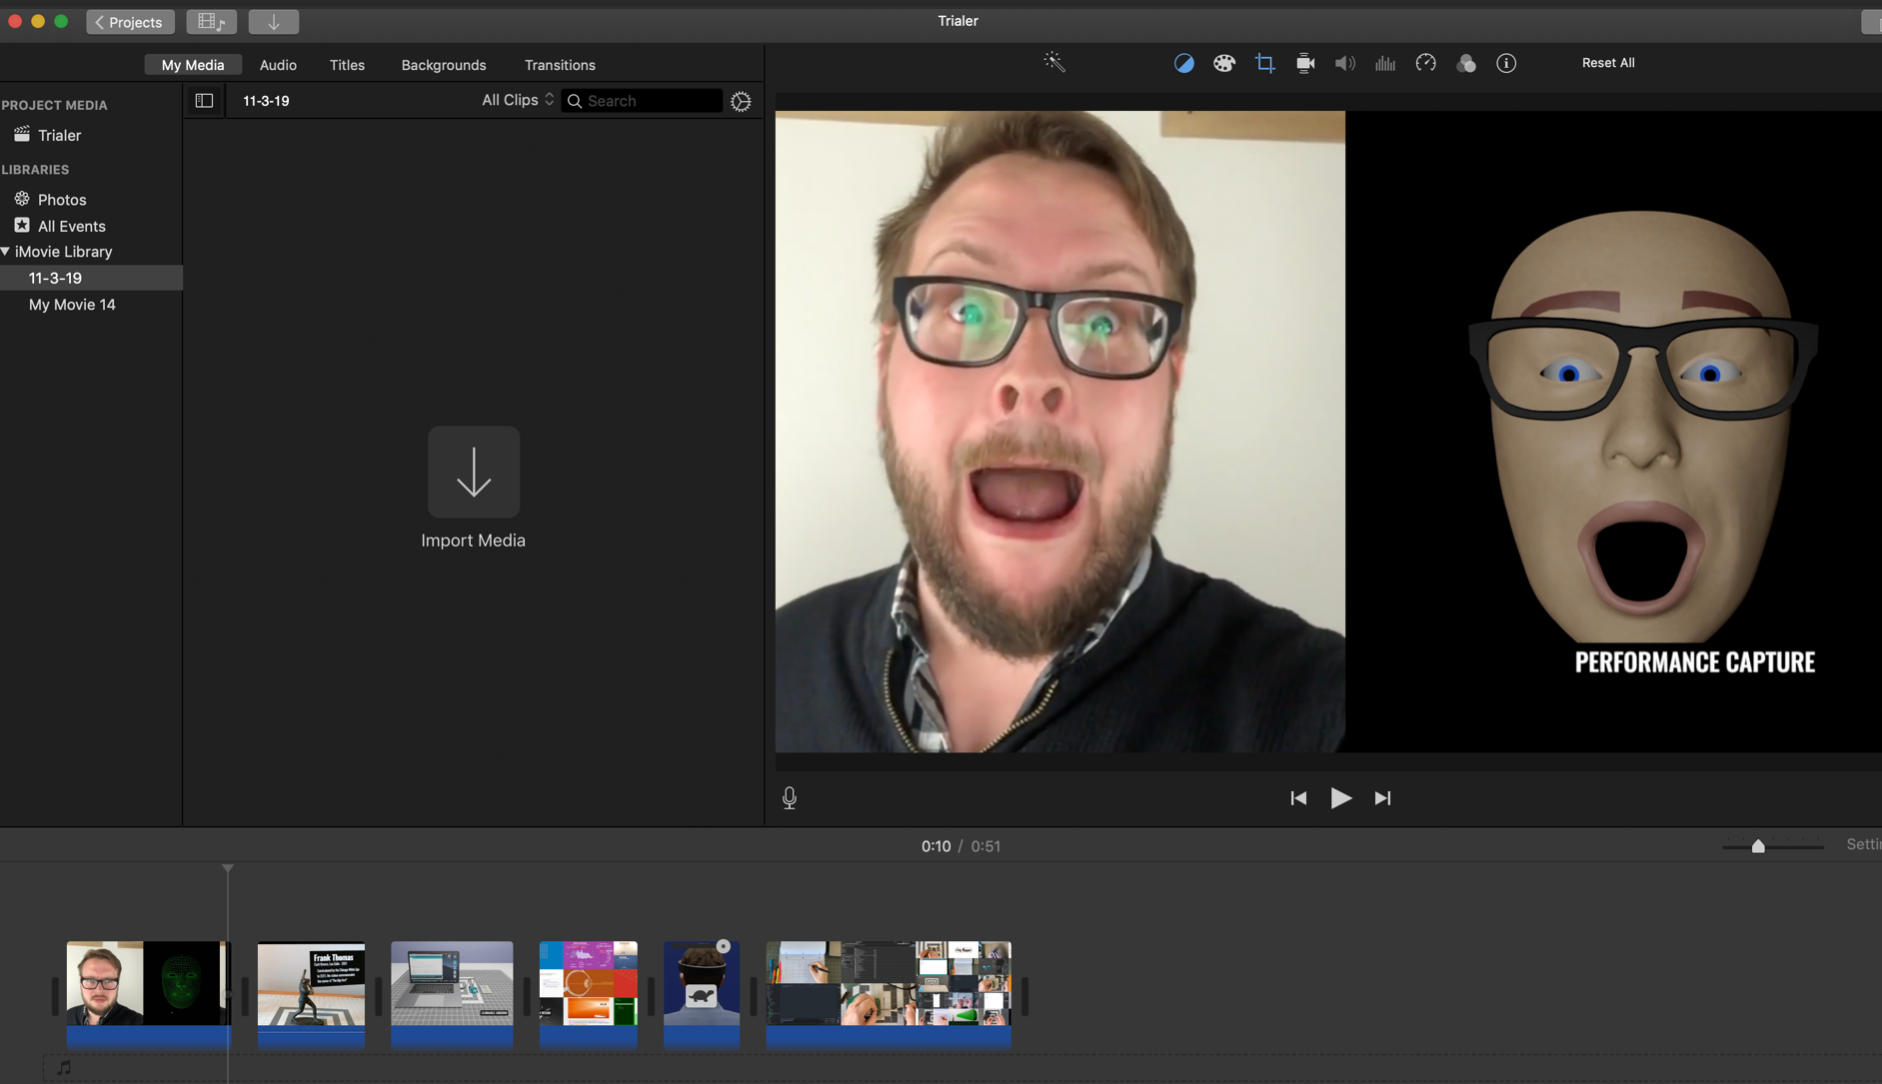 Projects
Trialer
My Media
Audio
Titles
Backgrounds
Transitions
Reset All
PROJECT MEDIA
Trialer
LIBRARIES
Photos
All Events
iMovie Library
11-3-19
My Movie 14
11-3-19
All Clips
Search
Import Media
PERFORMANCE CAPTURE
0:10 / 0:51
Frank Thomas